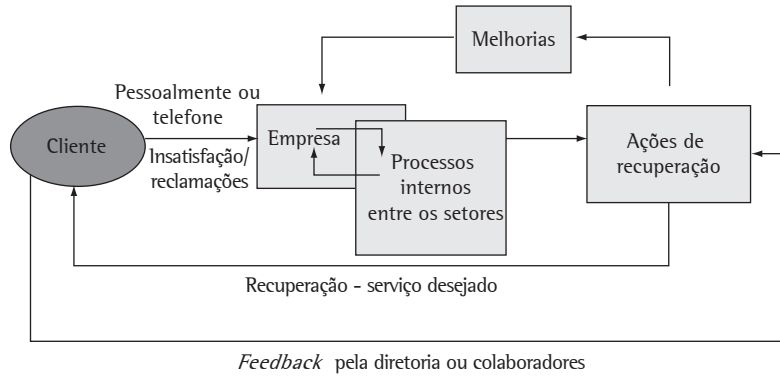 Melhorias
Pessoalmente ou
telefone
Cliente
Insatisfação/
reclamações
Empresa
Processos
internos
entre os setores
Ações de
recuperação
Recuperação - serviço desejado
Feedback pela diretoria ou colaboradores